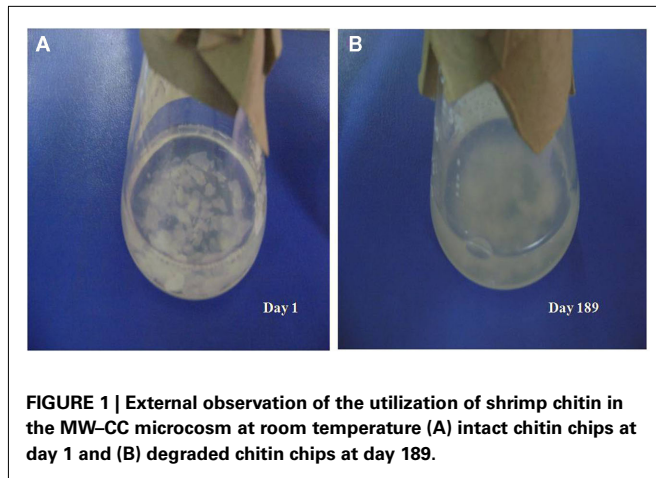 A
B
Day 1
Day 189
FIGURE 1 | External observation of the utilization of shrimp chitin in
the MW–CC microcosm at room temperature (A) intact chitin chips at
day 1 and (B) degraded chitin chips at day 189.